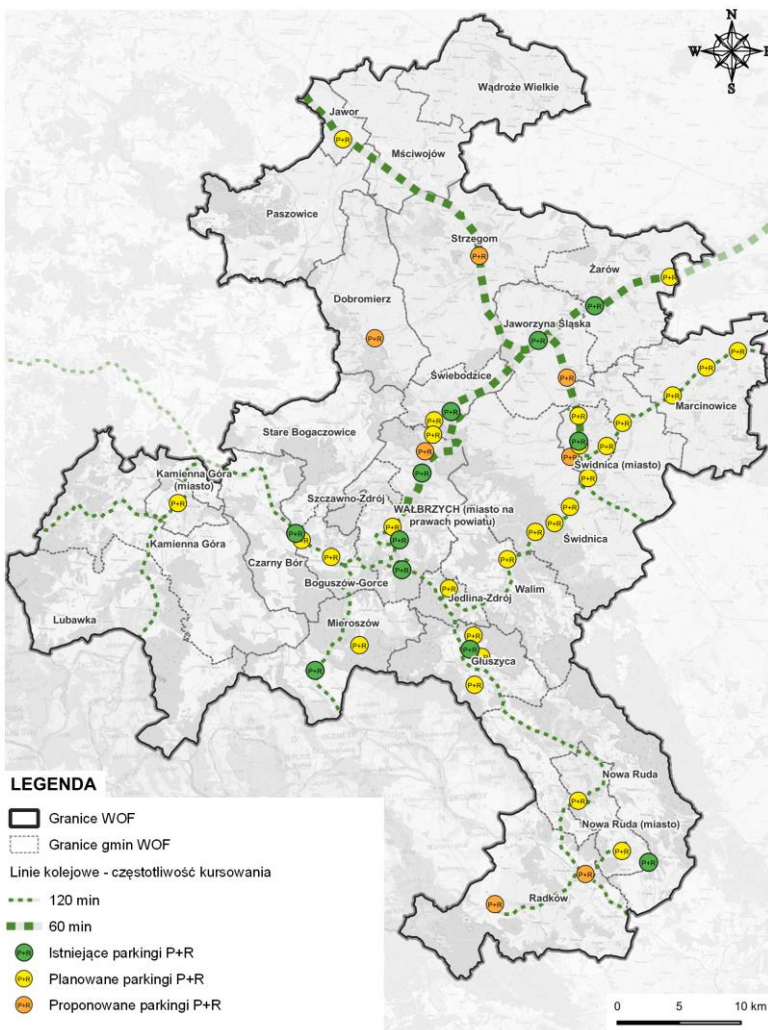 N
W
E
S
Wądroże Wielkie
Jawor
P+R
Mściwojów
Paszowice
Strzegom
P+R
Żarów
P+R
P+R
Dobromierz
P+R
Jaworzyna Śląska
P+R
P+R
P+R
P+R
P+R
Marcinowice
Świebodzice
P+R
P+R
P+R
P+R
P+R
P+R
P+R
P+R
P+R
Stare Bogaczowice
Świdnica (miasto)
Kamienna Góra
(miasto)
P+R
P+R
P+R
Szczawno-Zdrój
P+R
WAŁBRZYCH (miasto na
prawach powiatu)
P+R
P+R
P+R
P+R
Świdnica
Kamienna Góra
P+R
P+R
Czarny Bór
P+R
P+R
P+R
Walim
Boguszów-Gorce
P+R
P+R
Jedlina-Zdrój
Lubawka
Mieroszów
P+R
P+R
P+R
Głuszyca
P+R
P+R
Nowa Ruda
P+R
Nowa Ruda (miasto)
P+R
P+R
P+R
Radków
P+R
LEGENDA
Granice WOF
Granice gmin WOF
Linie kolejowe - częstotliwość kursowania
120 min
60 min
P+R Istniejące parkingi P+R
P+R Planowane parkingi P+R
P+R Proponowane parkingi P+R
0 5 10 km